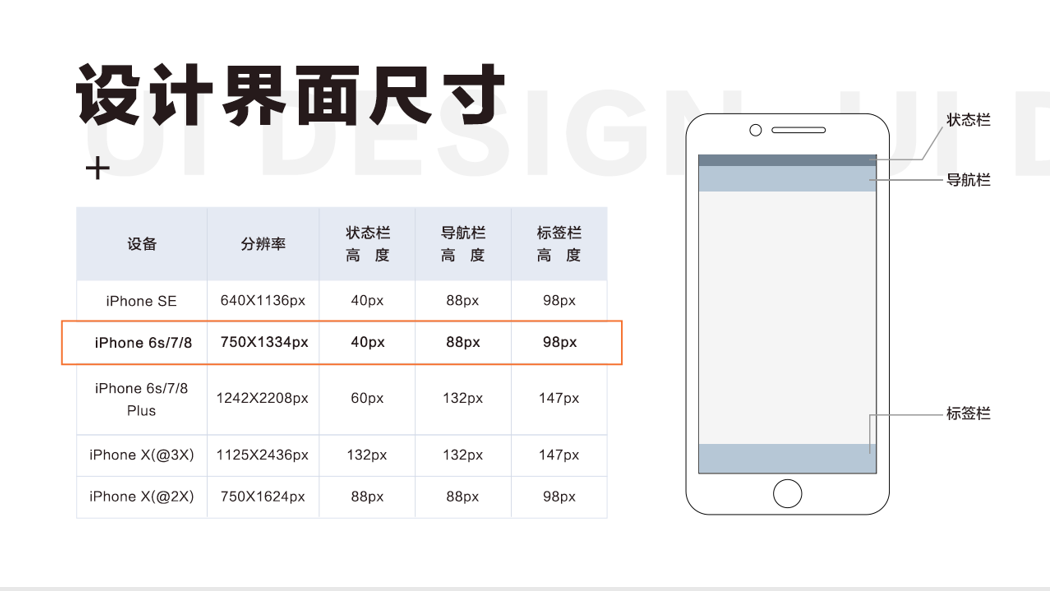 设计界面尺寸
UI DESIGN UI D
+
设备 分辨率 状态栏高 度 导航栏高 度 标签栏高 度
iPhone SE 640X1136px 40px 88px 98px
iPhone 6s/7/8 750X1334px 40px 88px 98px
iPhone 6s/7/8 Plus 1242X2208px 60px 132px 147px
iPhone X(@3X) 1125X2436px 132px 132px 147px
iPhone X(@2X) 750X1624px 88px 88px 98px
状态栏
导航栏
标签栏